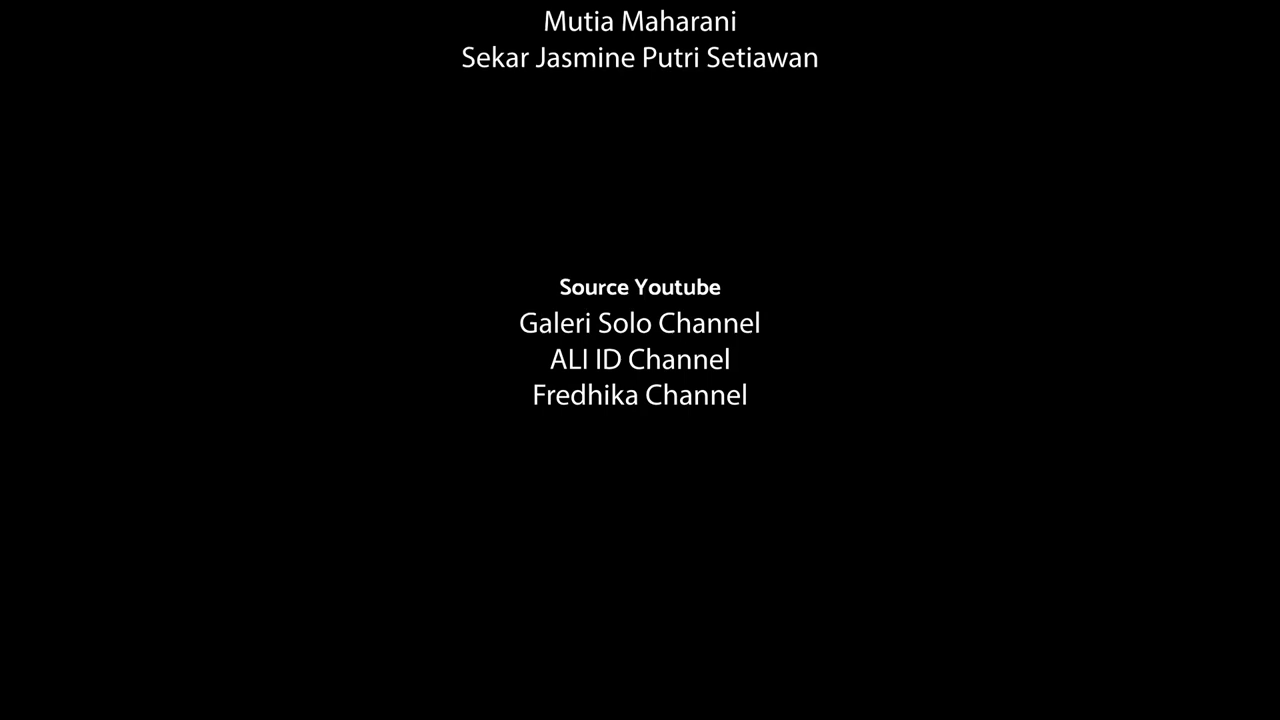 Mutia Maharani
Sekar Jasmine Putri Setiawan
Source Youtube
Galeri Solo Channel
ALI ID Channel
Fredhika Channel